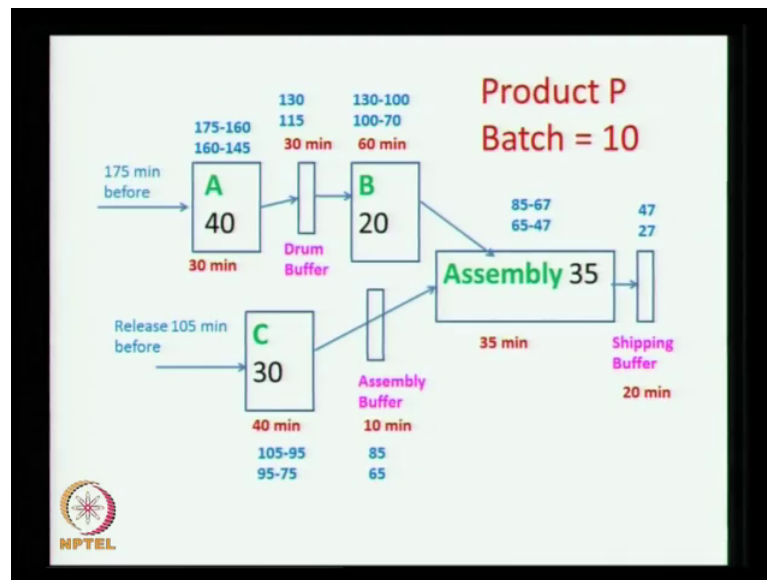 Product P
Batch = 10
175 min
before
175-160
160-145
A
40
30 min
130
115
30 min
Drum
Buffer
130-100
100-70
60 min
B
20
85-67
65-47
Assembly 35
35 min
47
27
Shipping
Buffer
20 min
Release 105 min
before
C
30
40 min
105-95
95-75
Assembly
Buffer
10 min
85
65
NPTEL